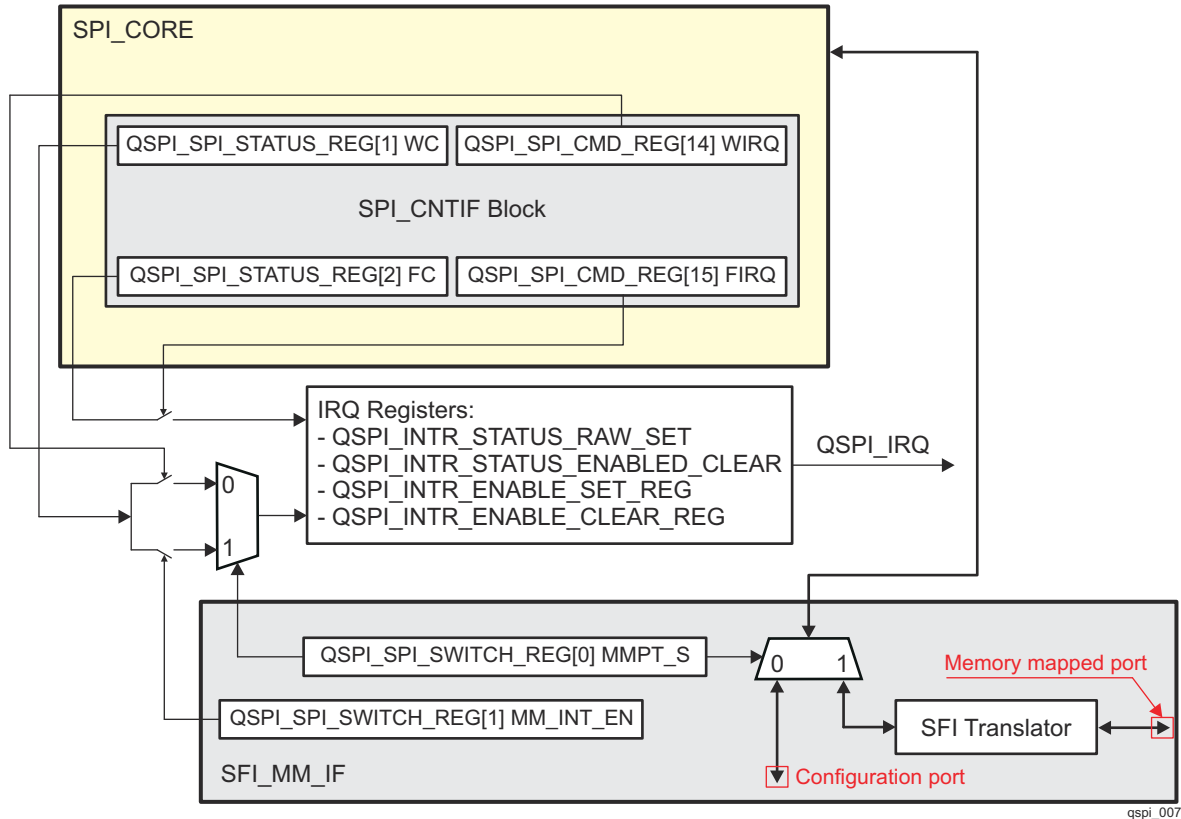 SPI_CORE
QSPI_SPI_STATUS_REG[1] WC
QSPI_SPI_CMD_REG[14] WIRQ
SPI_CNTIF Block
QSPI_SPI_STATUS_REG[2] FC
QSPI_SPI_CMD_REG[15] FIRQ
IRQ Registers:
- QSPI_INTR_STATUS_RAW_SET
- QSPI_INTR_STATUS_ENABLED_CLEAR
- QSPI_INTR_ENABLE_SET_REG
- QSPI_INTR_ENABLE_CLEAR_REG
QSPI_IRQ
0
1
QSPI_SPI_SWITCH_REG[0] MMPT_S
0
1
Memory mapped port
QSPI_SPI_SWITCH_REG[1] MM_INT_EN
SFI Translator
SFI_MM_IF
Configuration port
qspi_007